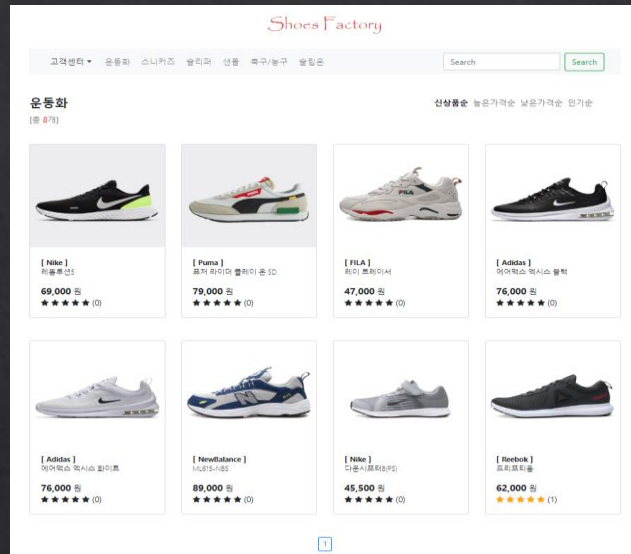 Shoes Factory
고객센터 운동화 스니커즈 슬리퍼 샌들 축구/농구 슬립온 Search Search
운동화
신상품순 높은가격순 낮은가격순 인기순
[총 8개]
[ Nike ]
레볼루션5
69,000 원
(0)
[ Puma ]
퓨처 라이더 플레이 온 SD
79,000 원
(0)
[ FILA ]
레이 트레이서
47,000 원
(0)
[ Adidas ]
에어맥스 엑시스 블랙
76,000 원
(0)
[ Adidas ]
에어맥스 엑시스 화이트
76,000 원
(0)
[ NewBalance ]
ML615-NBS
89,000 원
(0)
[ Nike ]
다운시프터8(PS)
45,500 원
(0)
[ Reebok ]
트리프티올
62,000 원
(1)
1